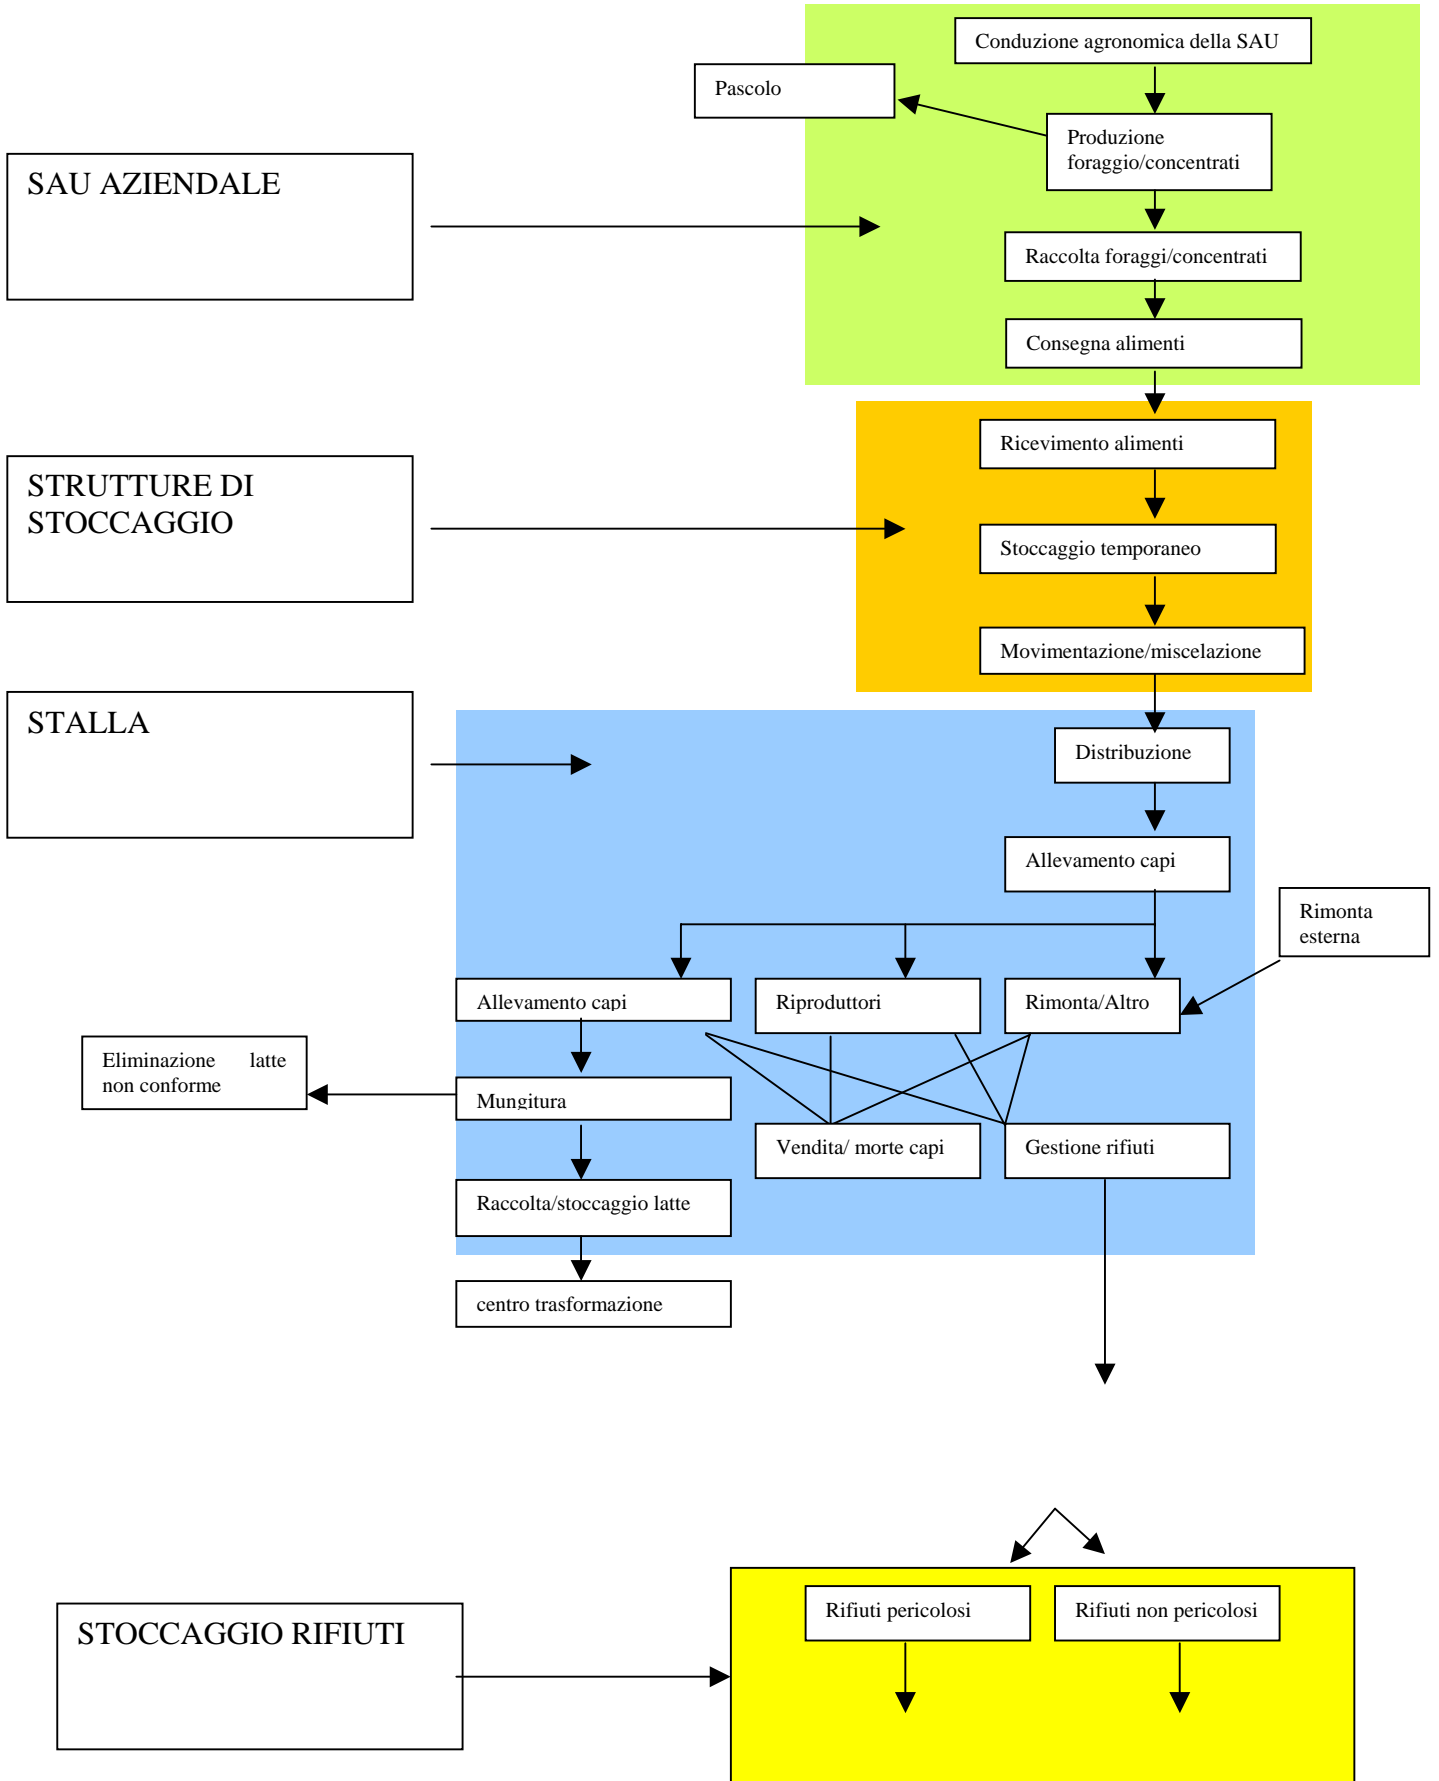 Conduzione agronomica della SAU
Pascolo
Produzione
foraggio/concentrati
SAU AZIENDALE
Raccolta foraggi/concentrati
Consegna alimenti
Ricevimento alimenti
STRUTTURE DI
STOCCAGGIO
Stoccaggio temporaneo
Movimentazione/miscelazione
STALLA
Distribuzione
Allevamento capi
Rimonta
esterna
Allevamento capi
Riproduttori
Rimonta/Altro
Eliminazione latte
non conforme
Mungitura
Vendita/ morte capi
Gestione rifiuti
Raccolta/stoccaggio latte
centro trasformazione
Rifiuti pericolosi
Rifiuti non pericolosi
STOCCAGGIO RIFIUTI